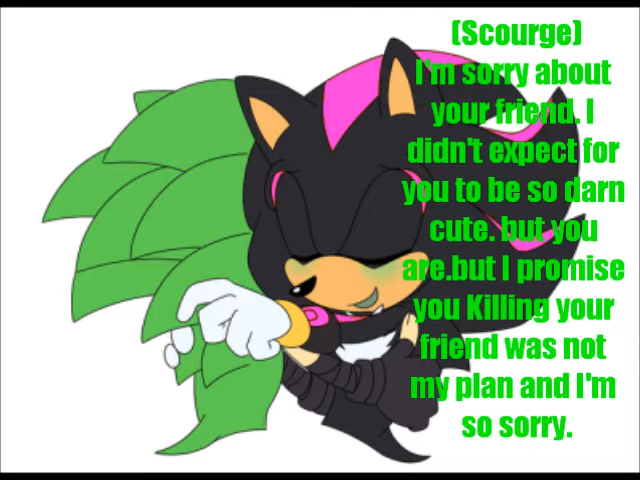 (Scourge)
I'm sorry about
your friend. I
didn't expect for
you to be so darn
cute. but you
are.but I promise
you Killing your
friend was not
my plan and I'm
so sorry.